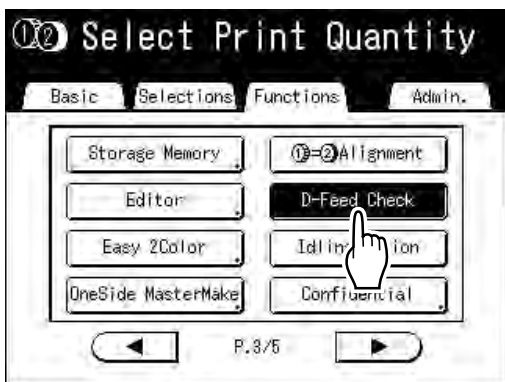 ①② Select Print Quantity
Basic Selections Functions Admin.
Storage Memory ①=②Alignment
Editor D-Feed Check
Easy 2Color
OneSide MasterMake Confidential
P.3/5